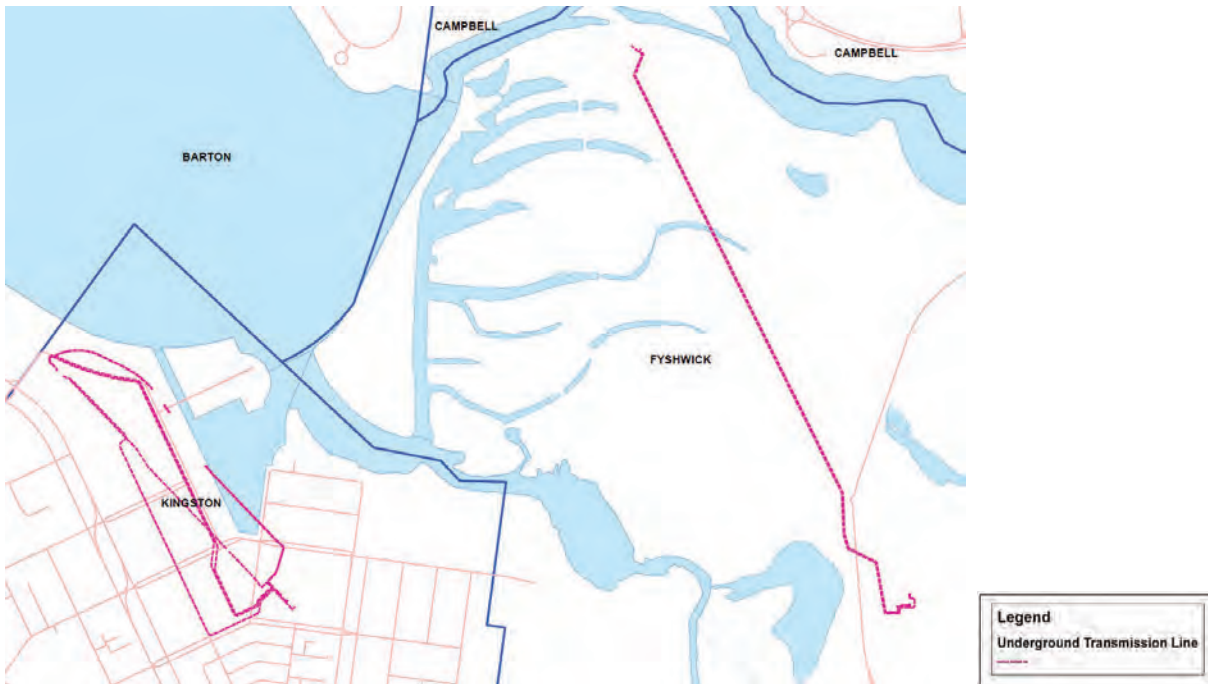 CAMPBELL
CAMPBELL
BARTON
FYSHWICK
KINGSTON
Legend
Underground Transmission Line